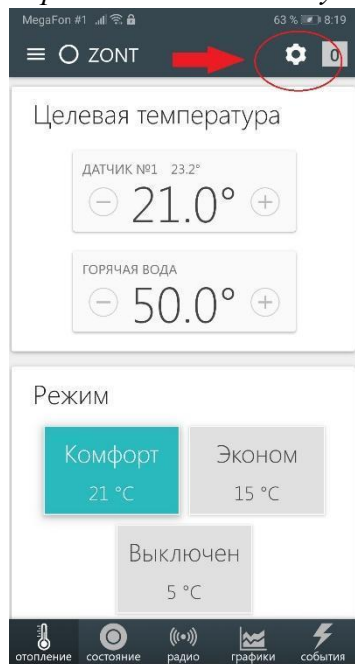 MegaFon #1 63 % 8:19
ZONT 0
Целевая температура
ДАТЧИК №1 23.2°
21.0°
ГОРЯЧАЯ ВОДА
50.0°
Режим
Комфорт Эконом
21 °C 15 °C
Выключен
5 °C
отопление состояние радио графики события